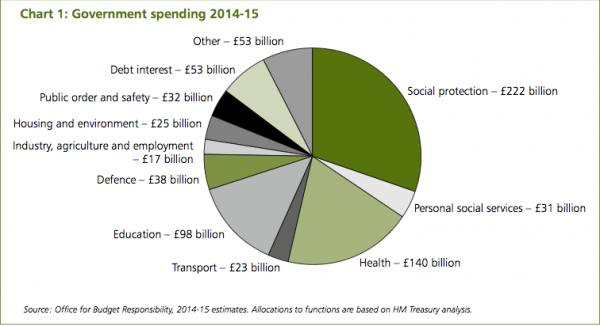 Chart 1: Government spending 2014-15
Other – £53 billion
Debt interest – £53 billion
Social protection – £222 billion
Public order and safety – £32 billion
Housing and environment – £25 billion
Industry, agriculture and employment
– £17 billion
Defence – £38 billion
Personal social services – £31 billion
Education – £98 billion
Health – £140 billion
Transport – £23 billion
Source: Office for Budget Responsibility, 2014-15 estimates. Allocations to functions are based on HM Treasury analysis.